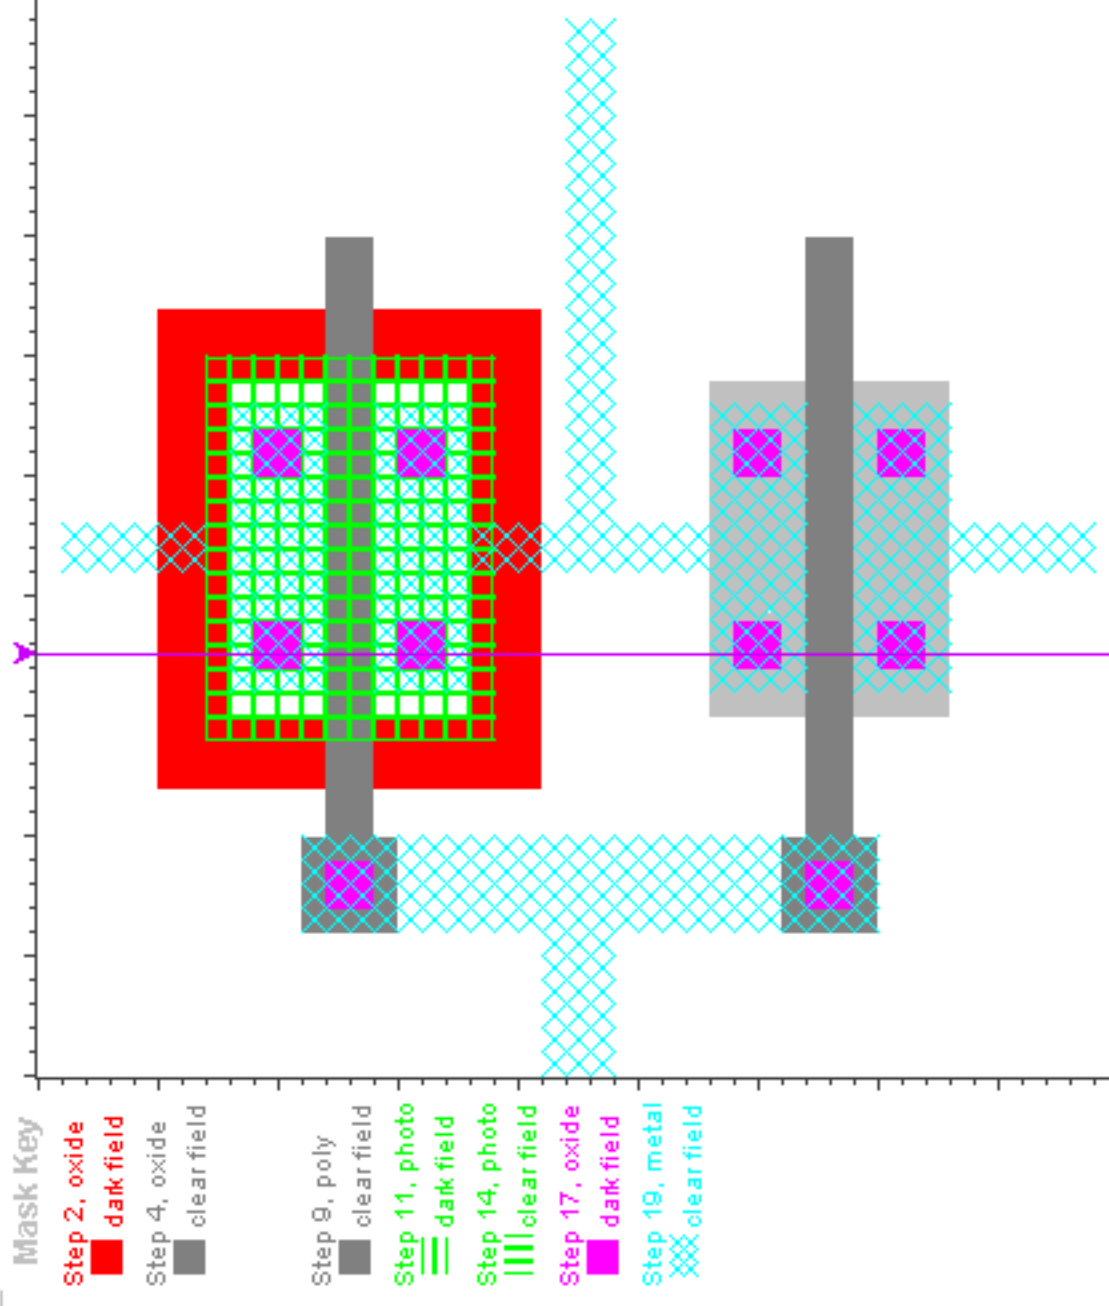 Mask Key
Step 2, oxide
dark field
Step 4, oxide
clear field
Step 9, poly
clear field
Step 11, photo
dark field
Step 14, photo
clear field
Step 17, oxide
dark field
Step 19, metal
clear field